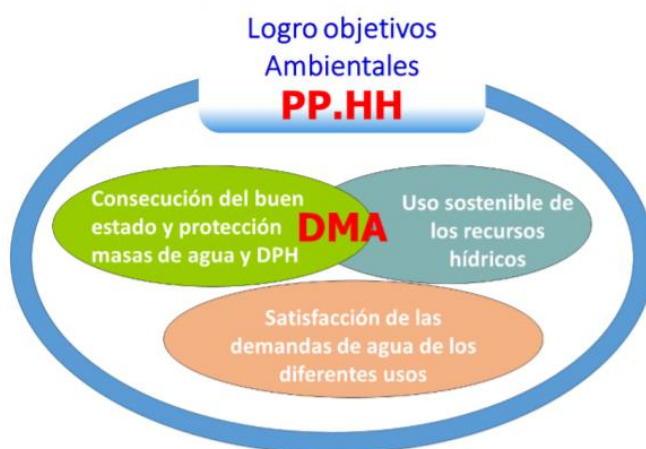 Logro objetivos
Ambientales
PP.HH
Consecución del buen
estado y protección
masas de agua y DPH
DMA
Uso sostenible de
los recursos
hídricos
Satisfacción de las
demandas de agua de los
diferentes usos